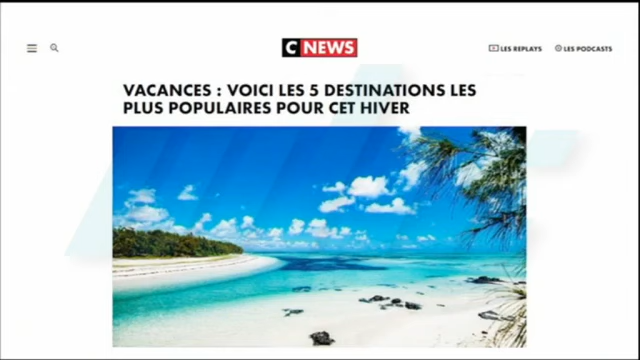 CNEWS
LES REPLAYS
LES PODCASTS
VACANCES : VOICI LES 5 DESTINATIONS LES
PLUS POPULAIRES POUR CET HIVER